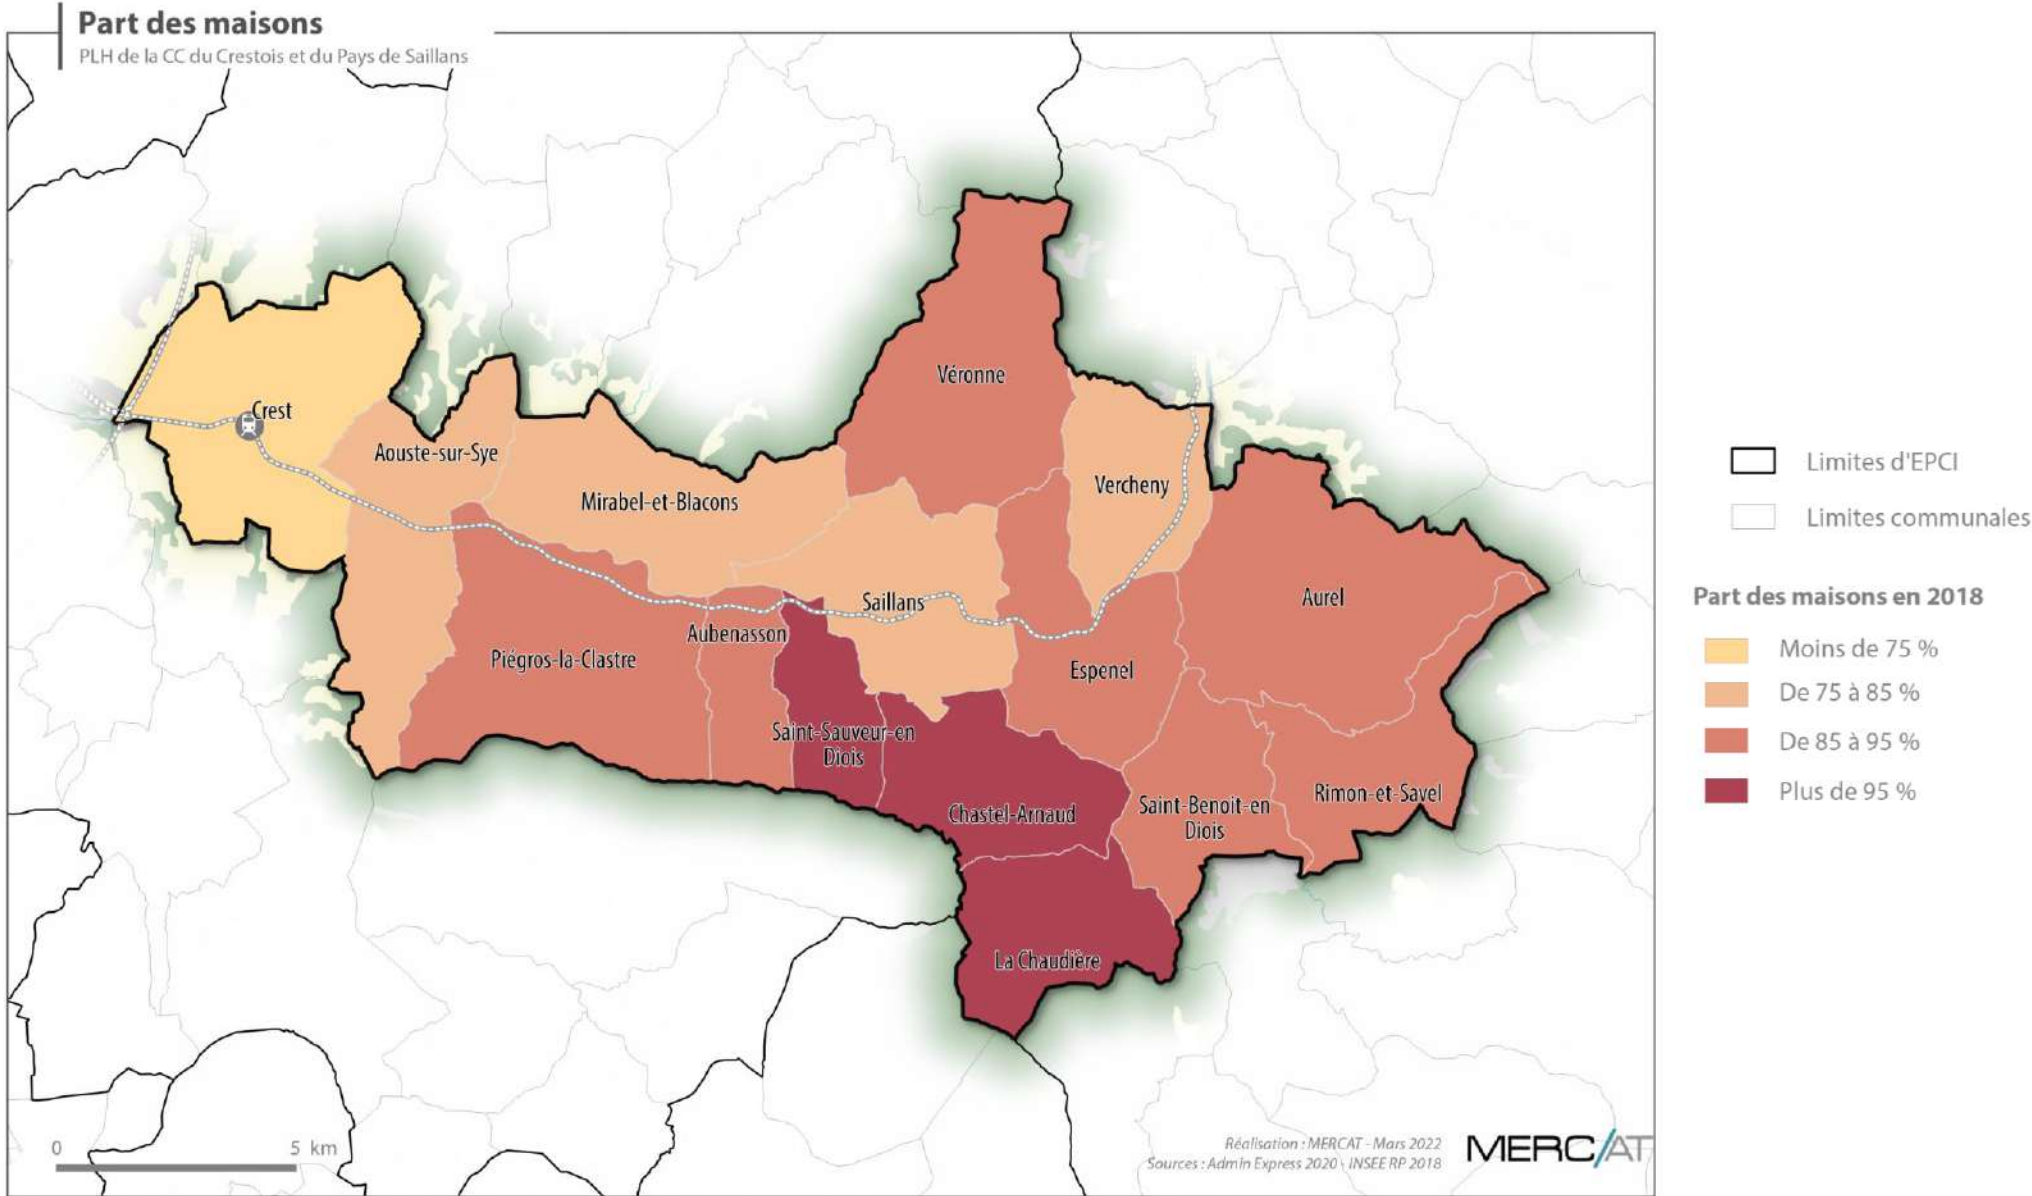 Part des maisons
PLH de la CC du Crestois et du Pays de Saillans
Véronne
Crest
Aouste-sur-Sye
Vercheny
Mirabel-et-Blacons
Saillans
Aurel
Aubenasson
Piégros-la-Clastre
Espenel
Saint-Sauveur-en
Diois
Chastel-Arnaud
Saint-Benoit-en
Diois
Rimon-et-Savel
La Chaudière
Limites d'EPCI
Limites communales
Part des maisons en 2018
Moins de 75 %
De 75 à 85 %
De 85 à 95 %
Plus de 95 %
0 5 km
Réalisation : MERCAT - Mars 2022
Sources : Admin Express 2020 - INSEE RP 2018
MERC/AT